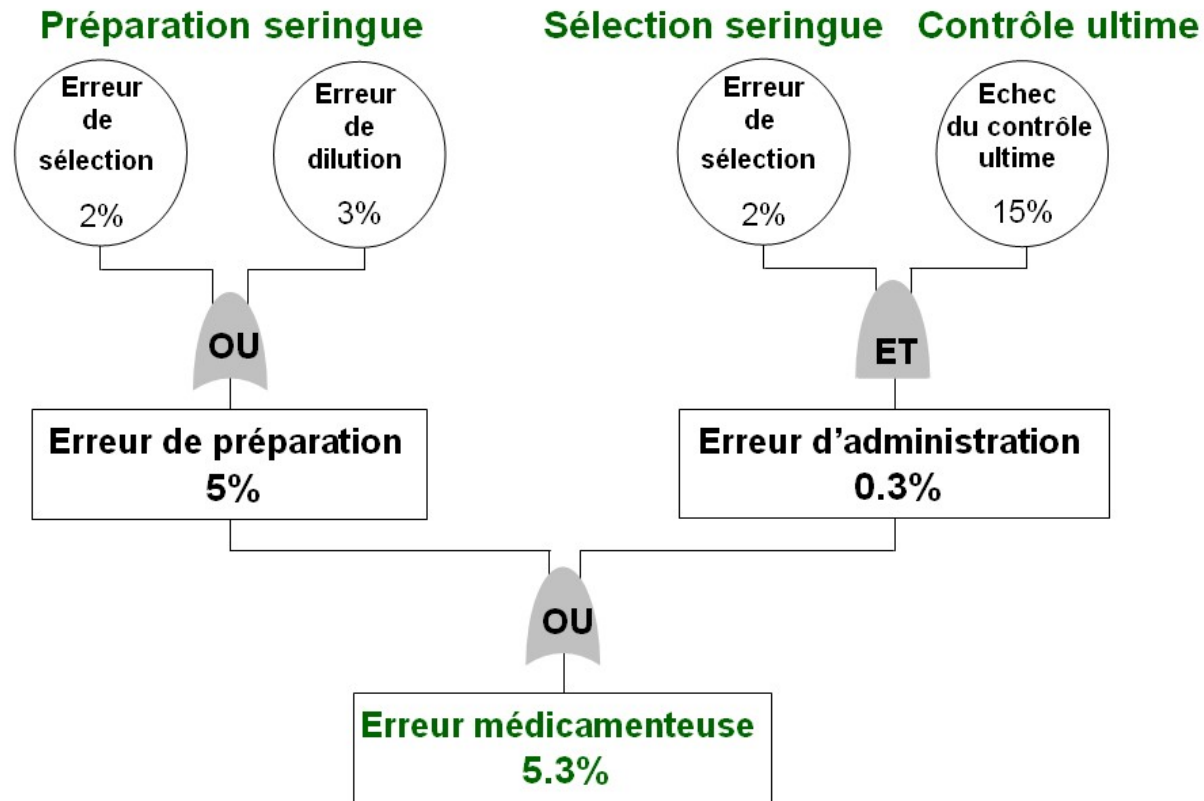 Préparation seringue
Sélection seringue
Contrôle ultime
Erreur
de
sélection
2%
Erreur
de
dilution
3%
Erreur
de
sélection
2%
Echec
du contrôle
ultime
15%
OU
ET
Erreur de préparation
5%
Erreur d’administration
0.3%
OU
Erreur médicamenteuse
5.3%